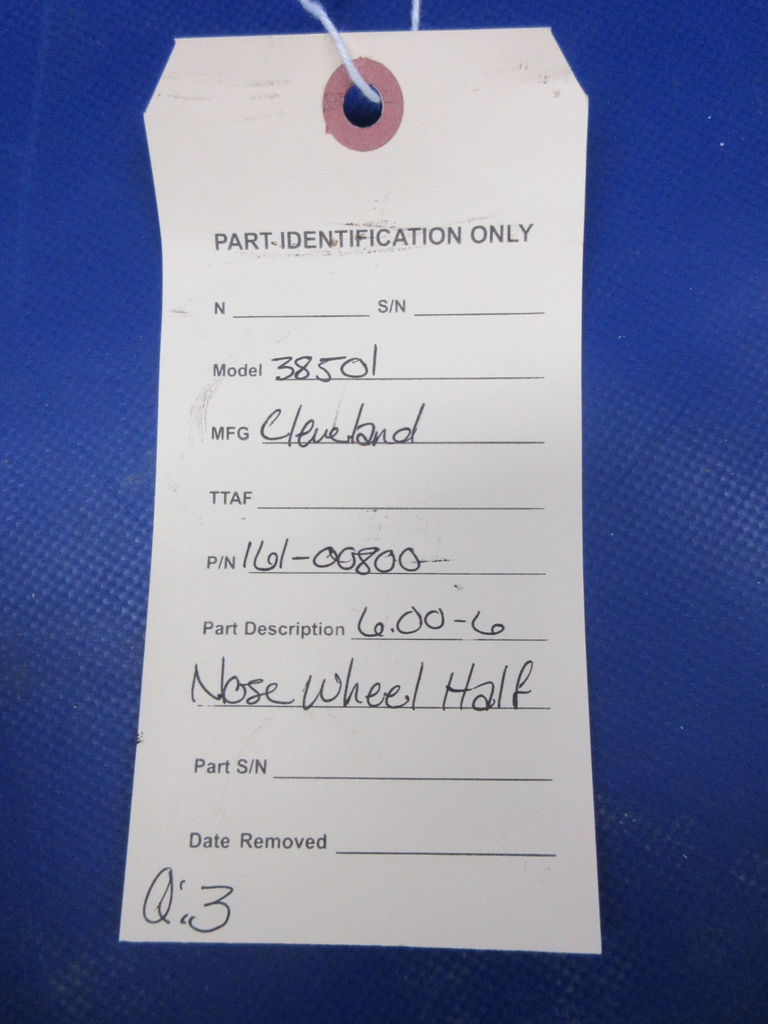 PART IDENTIFICATION ONLY
N S/N
Model 38501
MFG Cleveland
TTAF
P/N 161-00800
Part Description 6.00-6
Nose Wheel Half
Part S/N
Date Removed
Q:3